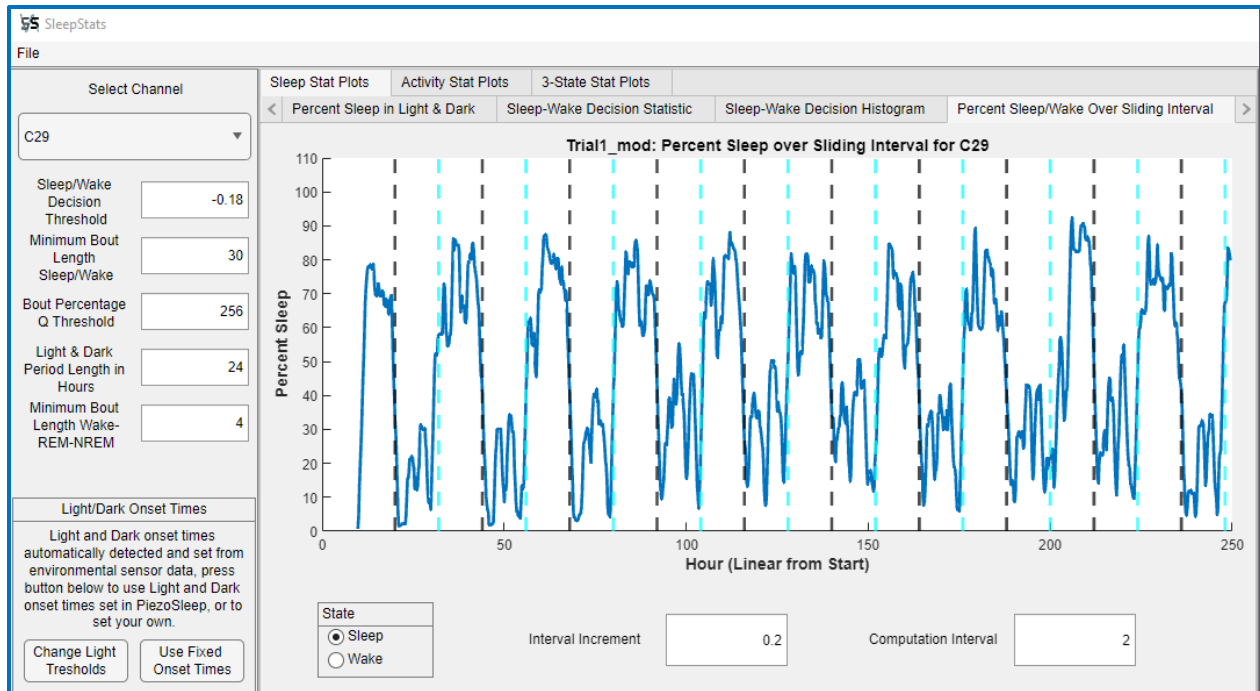 SleepStats
File
Select Channel
C29
Sleep/Wake
Decision
Threshold
-0.18
Minimum Bout
Length
Sleep/Wake
30
Bout Percentage
Q Threshold
256
Light & Dark
Period Length in
Hours
24
Minimum Bout
Length Wake-
REM-NREM
4
Light/Dark Onset Times
Light and Dark onset times
automatically detected and set from
environmental sensor data, press
button below to use Light and Dark
onset times set in PiezoSleep, or to
set your own.
Change Light
Tresholds
Use Fixed
Onset Times
Sleep Stat Plots
Activity Stat Plots
3-State Stat Plots
Percent Sleep in Light & Dark
Sleep-Wake Decision Statistic
Sleep-Wake Decision Histogram
Percent Sleep/Wake Over Sliding Interval
Trial1_mod: Percent Sleep over Sliding Interval for C29
Percent Sleep
110
100
90
80
70
60
50
40
30
20
10
0
0 50 100 150 200 250
Hour (Linear from Start)
State
Sleep
Wake
Interval Increment
0.2
Computation Interval
2